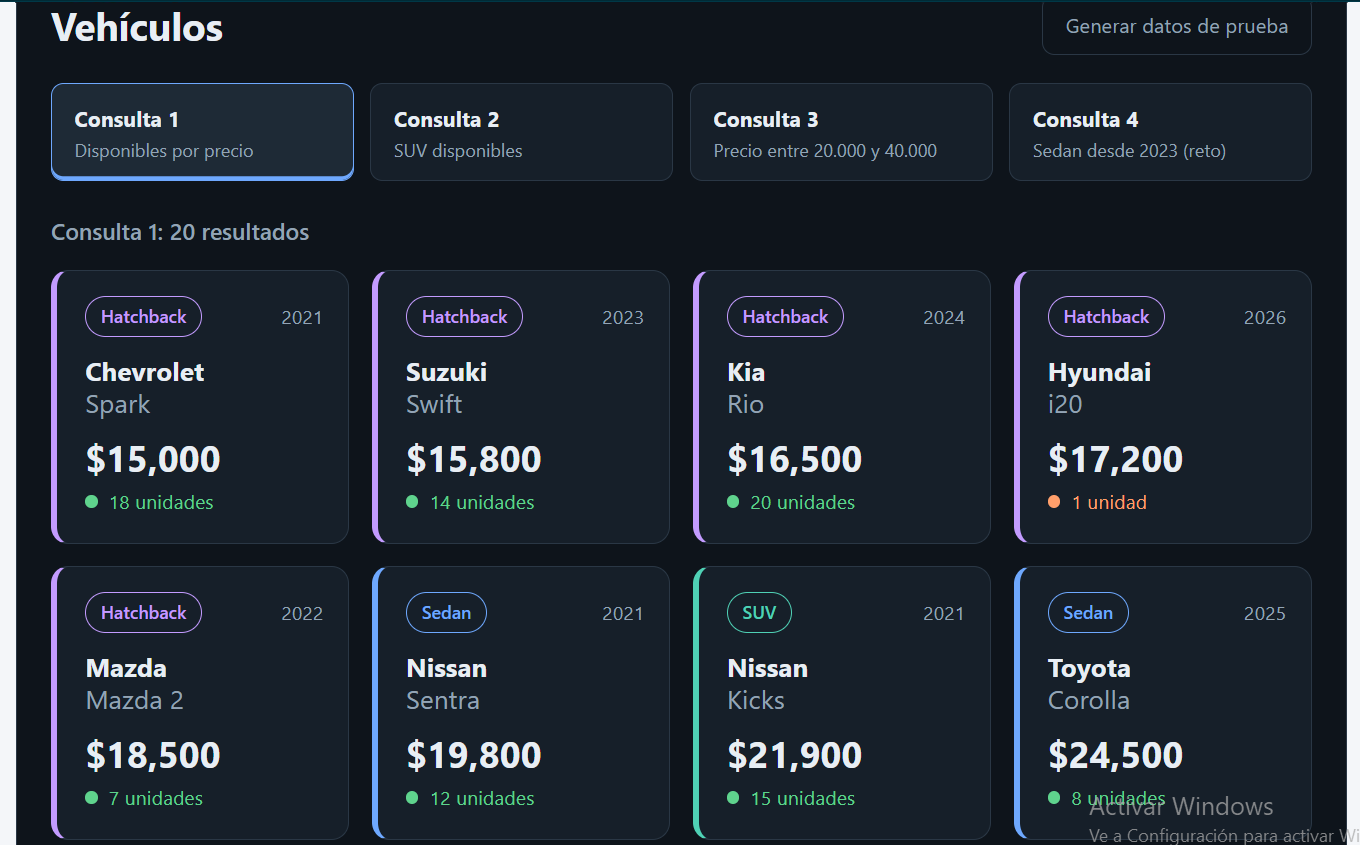 Vehículos
Generar datos de prueba
Consulta 1
Disponibles por precio
Consulta 2
SUV disponibles
Consulta 3
Precio entre 20.000 y 40.000
Consulta 4
Sedan desde 2023 (reto)
Consulta 1: 20 resultados
Hatchback 2021
Chevrolet
Spark
$15,000
18 unidades
Hatchback 2023
Suzuki
Swift
$15,800
14 unidades
Hatchback 2024
Kia
Rio
$16,500
20 unidades
Hatchback 2026
Hyundai
i20
$17,200
1 unidad
Hatchback 2022
Mazda
Mazda 2
$18,500
7 unidades
Sedan 2021
Nissan
Sentra
$19,800
12 unidades
SUV 2021
Nissan
Kicks
$21,900
15 unidades
Sedan 2025
Toyota
Corolla
$24,500
8 unidades
Activar Windows
Ve a Configuración para activar Wi